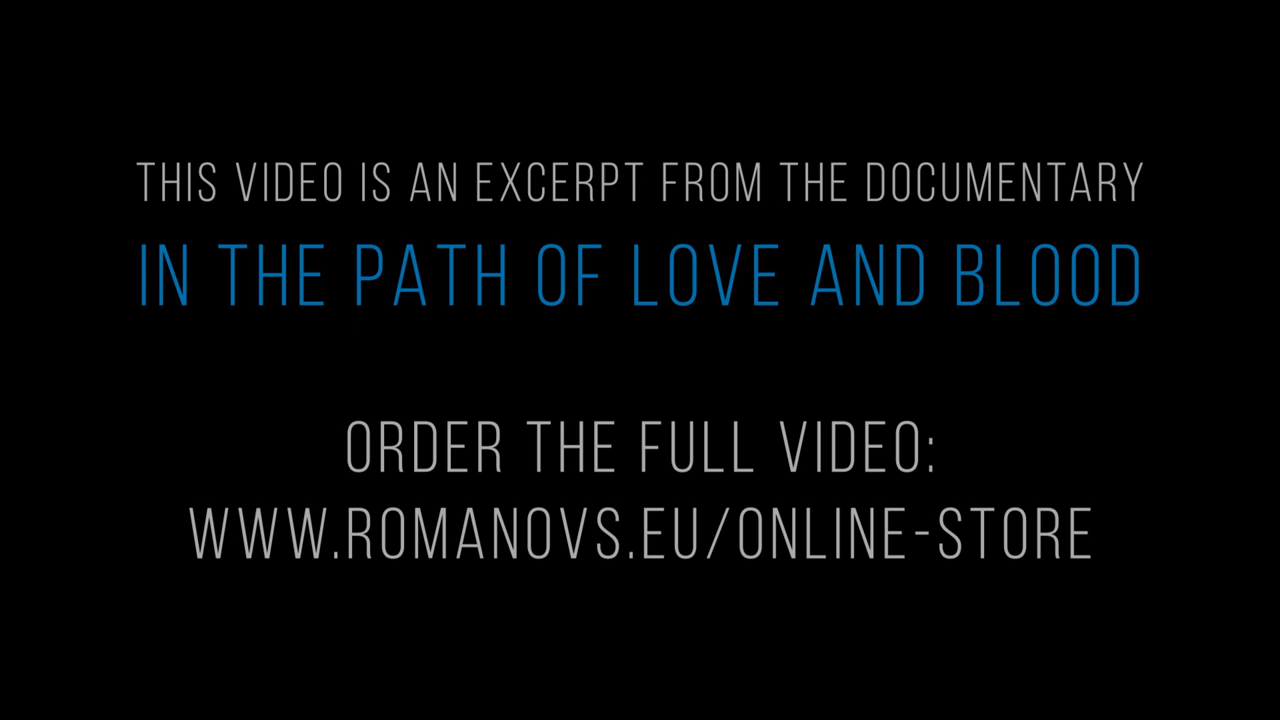 THIS VIDEO IS AN EXCERPT FROM THE DOCUMENTARY
IN THE PATH OF LOVE AND BLOOD
ORDER THE FULL VIDEO:
WWW.ROMANOVS.EU/ONLINE-STORE